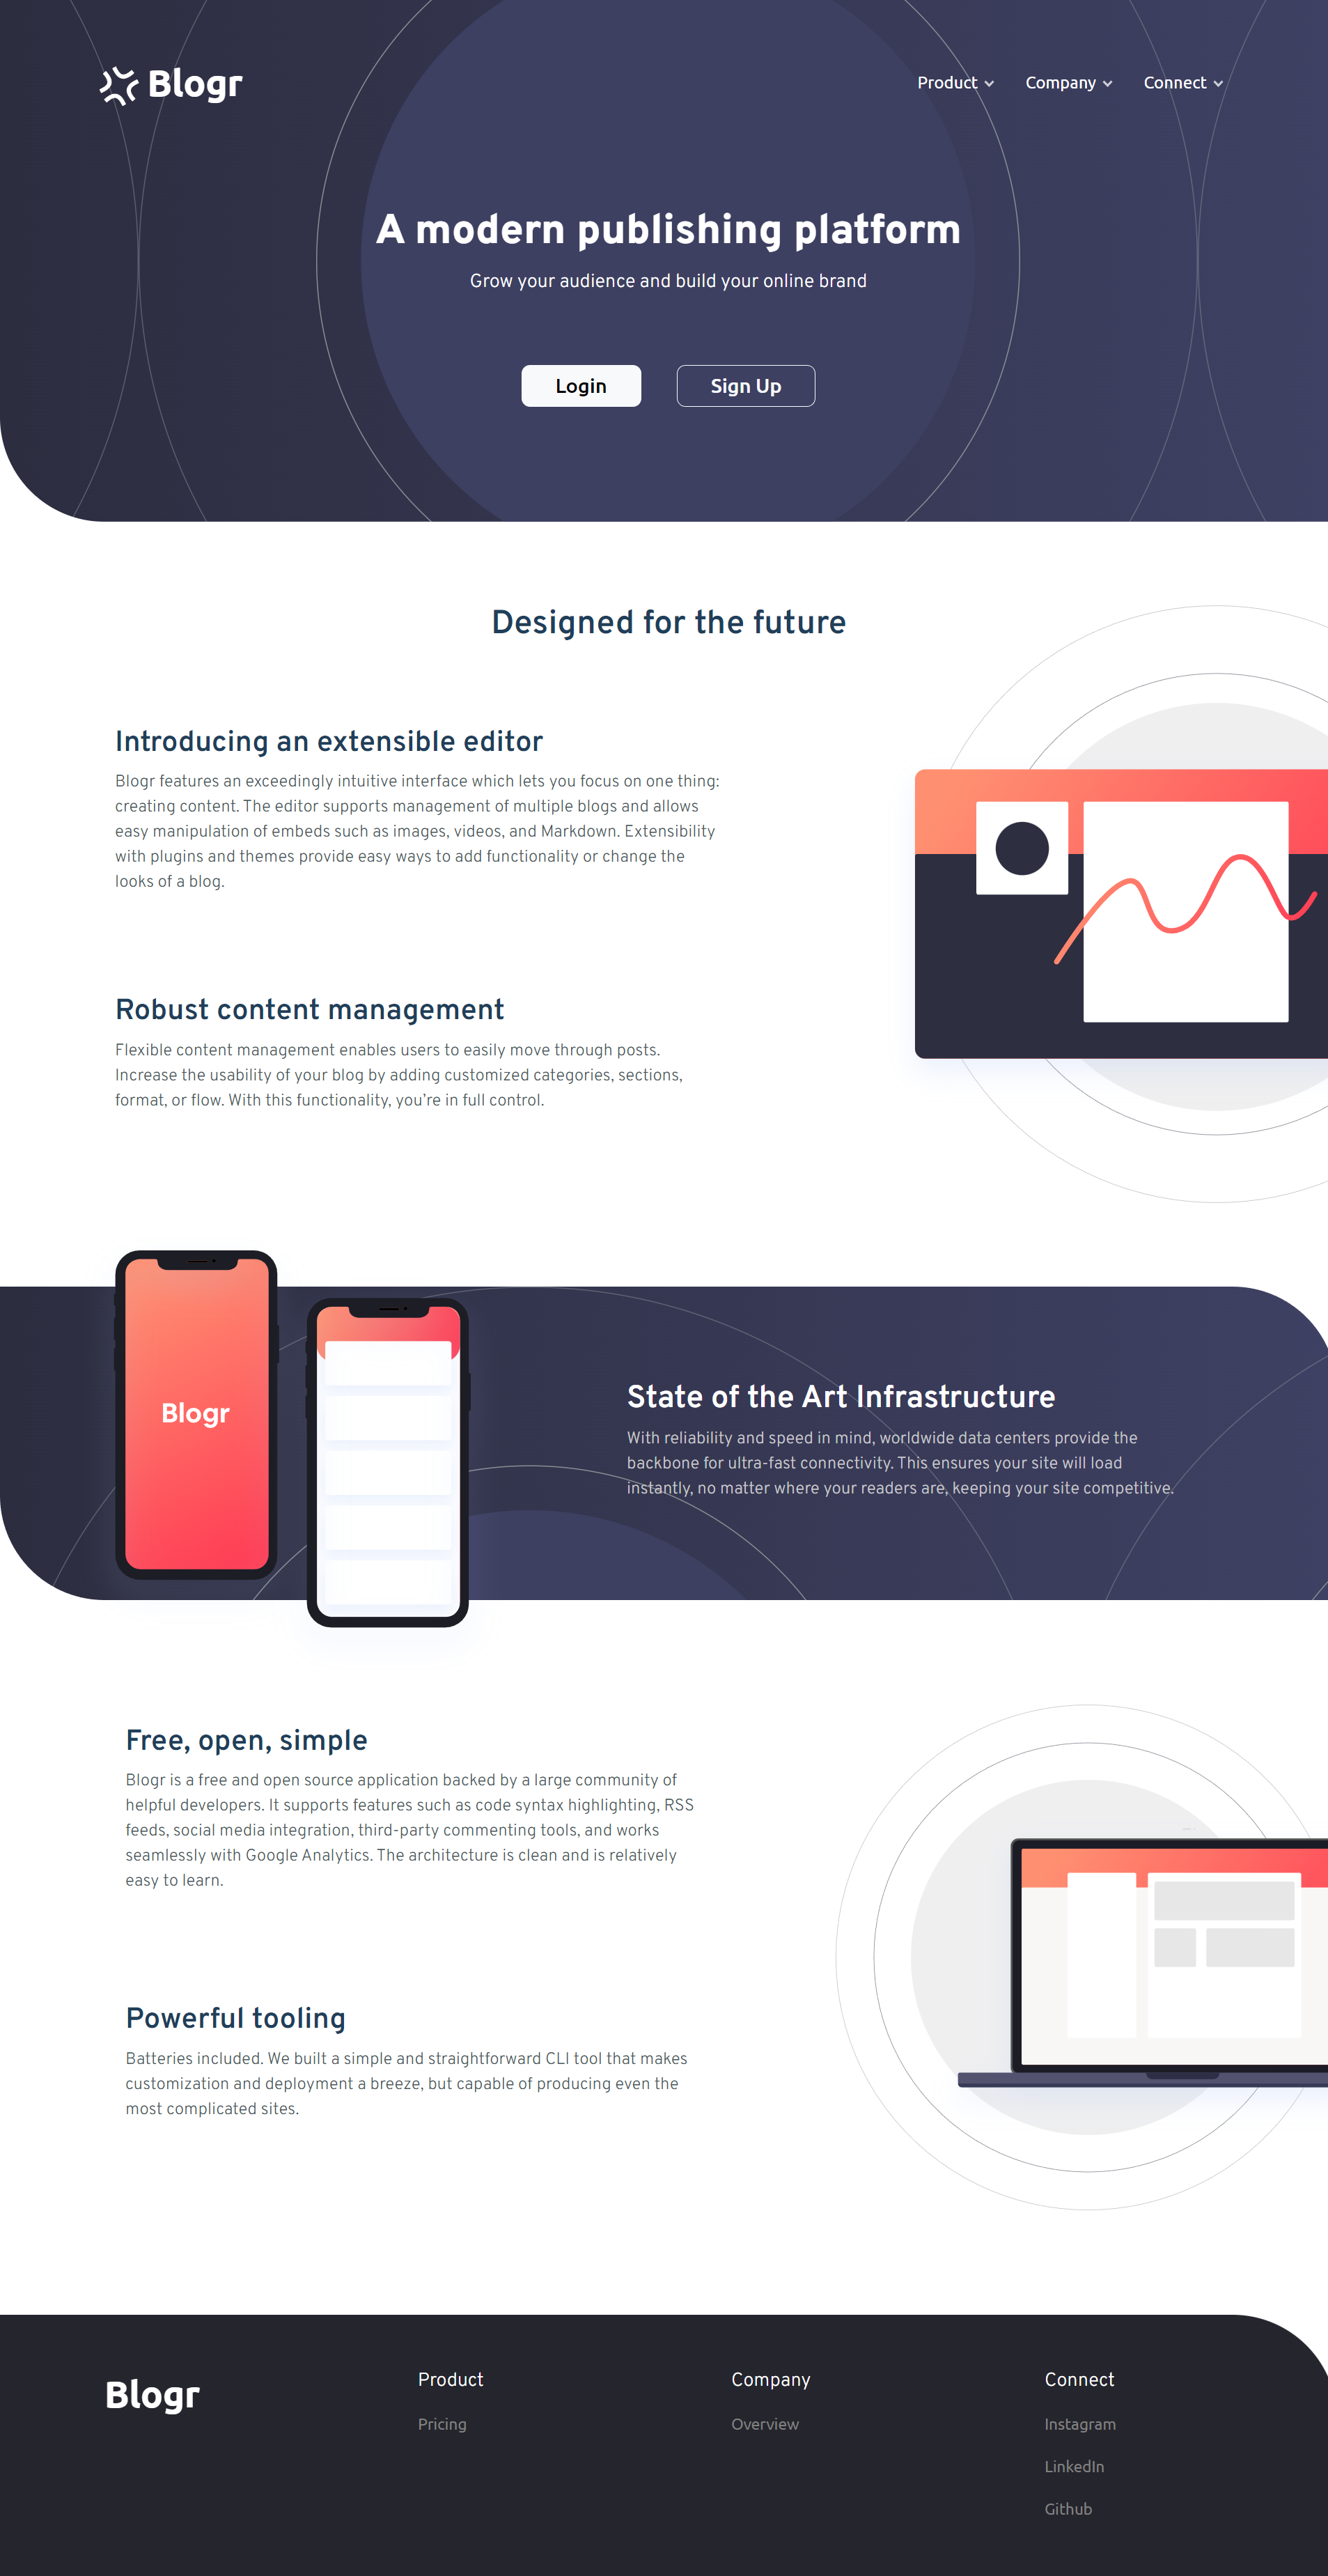 Blogr
Product
Company
Connect
A modern publishing platform
Grow your audience and build your online brand
Login
Sign Up
Designed for the future
Introducing an extensible editor
Blogr features an exceedingly intuitive interface which lets you focus on one thing:
creating content. The editor supports management of multiple blogs and allows
easy manipulation of embeds such as images, videos, and Markdown. Extensibility
with plugins and themes provide easy ways to add functionality or change the
looks of a blog.
Robust content management
Flexible content management enables users to easily move through posts.
Increase the usability of your blog by adding customized categories, sections,
format, or flow. With this functionality, you’re in full control.
Blogr
State of the Art Infrastructure
With reliability and speed in mind, worldwide data centers provide the
backbone for ultra-fast connectivity. This ensures your site will load
instantly, no matter where your readers are, keeping your site competitive.
Free, open, simple
Blogr is a free and open source application backed by a large community of
helpful developers. It supports features such as code syntax highlighting, RSS
feeds, social media integration, third-party commenting tools, and works
seamlessly with Google Analytics. The architecture is clean and is relatively
easy to learn.
Powerful tooling
Batteries included. We built a simple and straightforward CLI tool that makes
customization and deployment a breeze, but capable of producing even the
most complicated sites.
Blogr
Product
Pricing
Company
Overview
Connect
Instagram
LinkedIn
Github